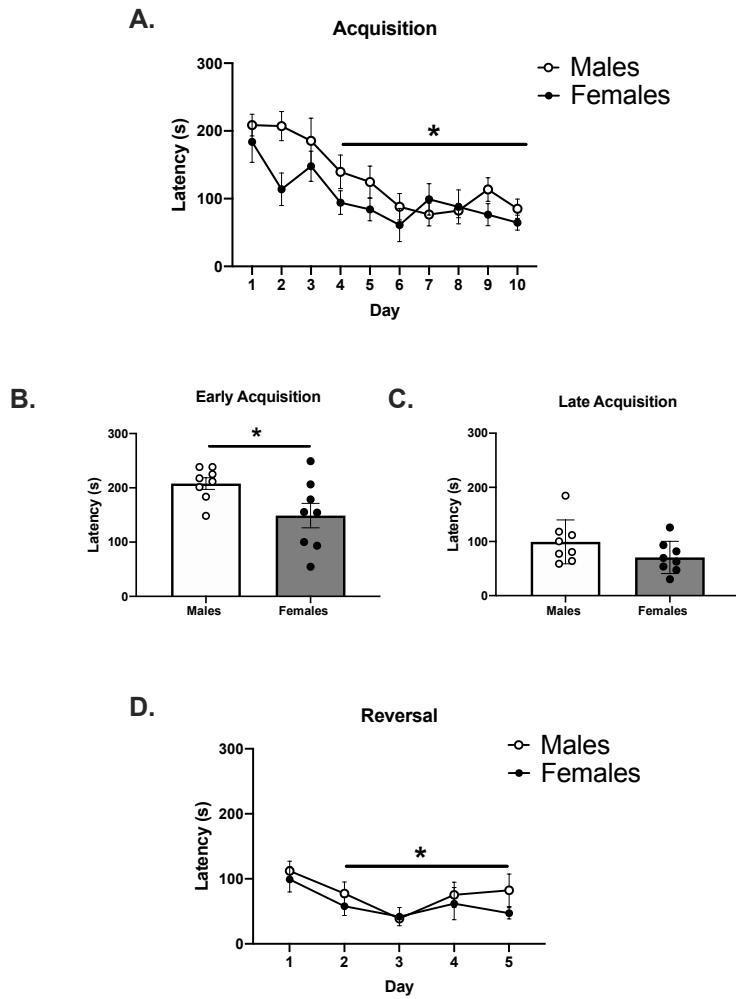 A.
Acquisition
Males
Females
300
200
100
0
Latency (s)
*
1 2 3 4 5 6 7 8 9 10
Day
B.
Early Acquisition
300
200
100
0
Latency (s)
*
Males Females
C.
Late Acquisition
300
200
100
0
Latency (s)
Males Females
D.
Reversal
Males
Females
300
200
100
0
Latency (s)
*
1 2 3 4 5
Day